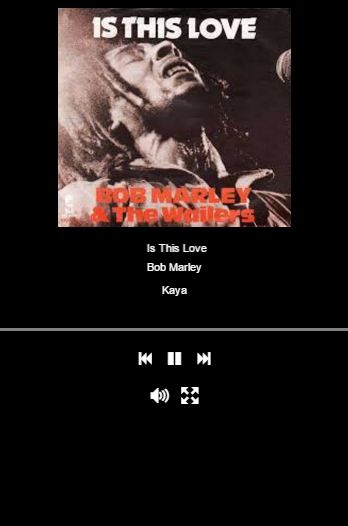 IS THIS LOVE
BOB MARLEY
& The Wailers
Is This Love
Bob Marley
Kaya